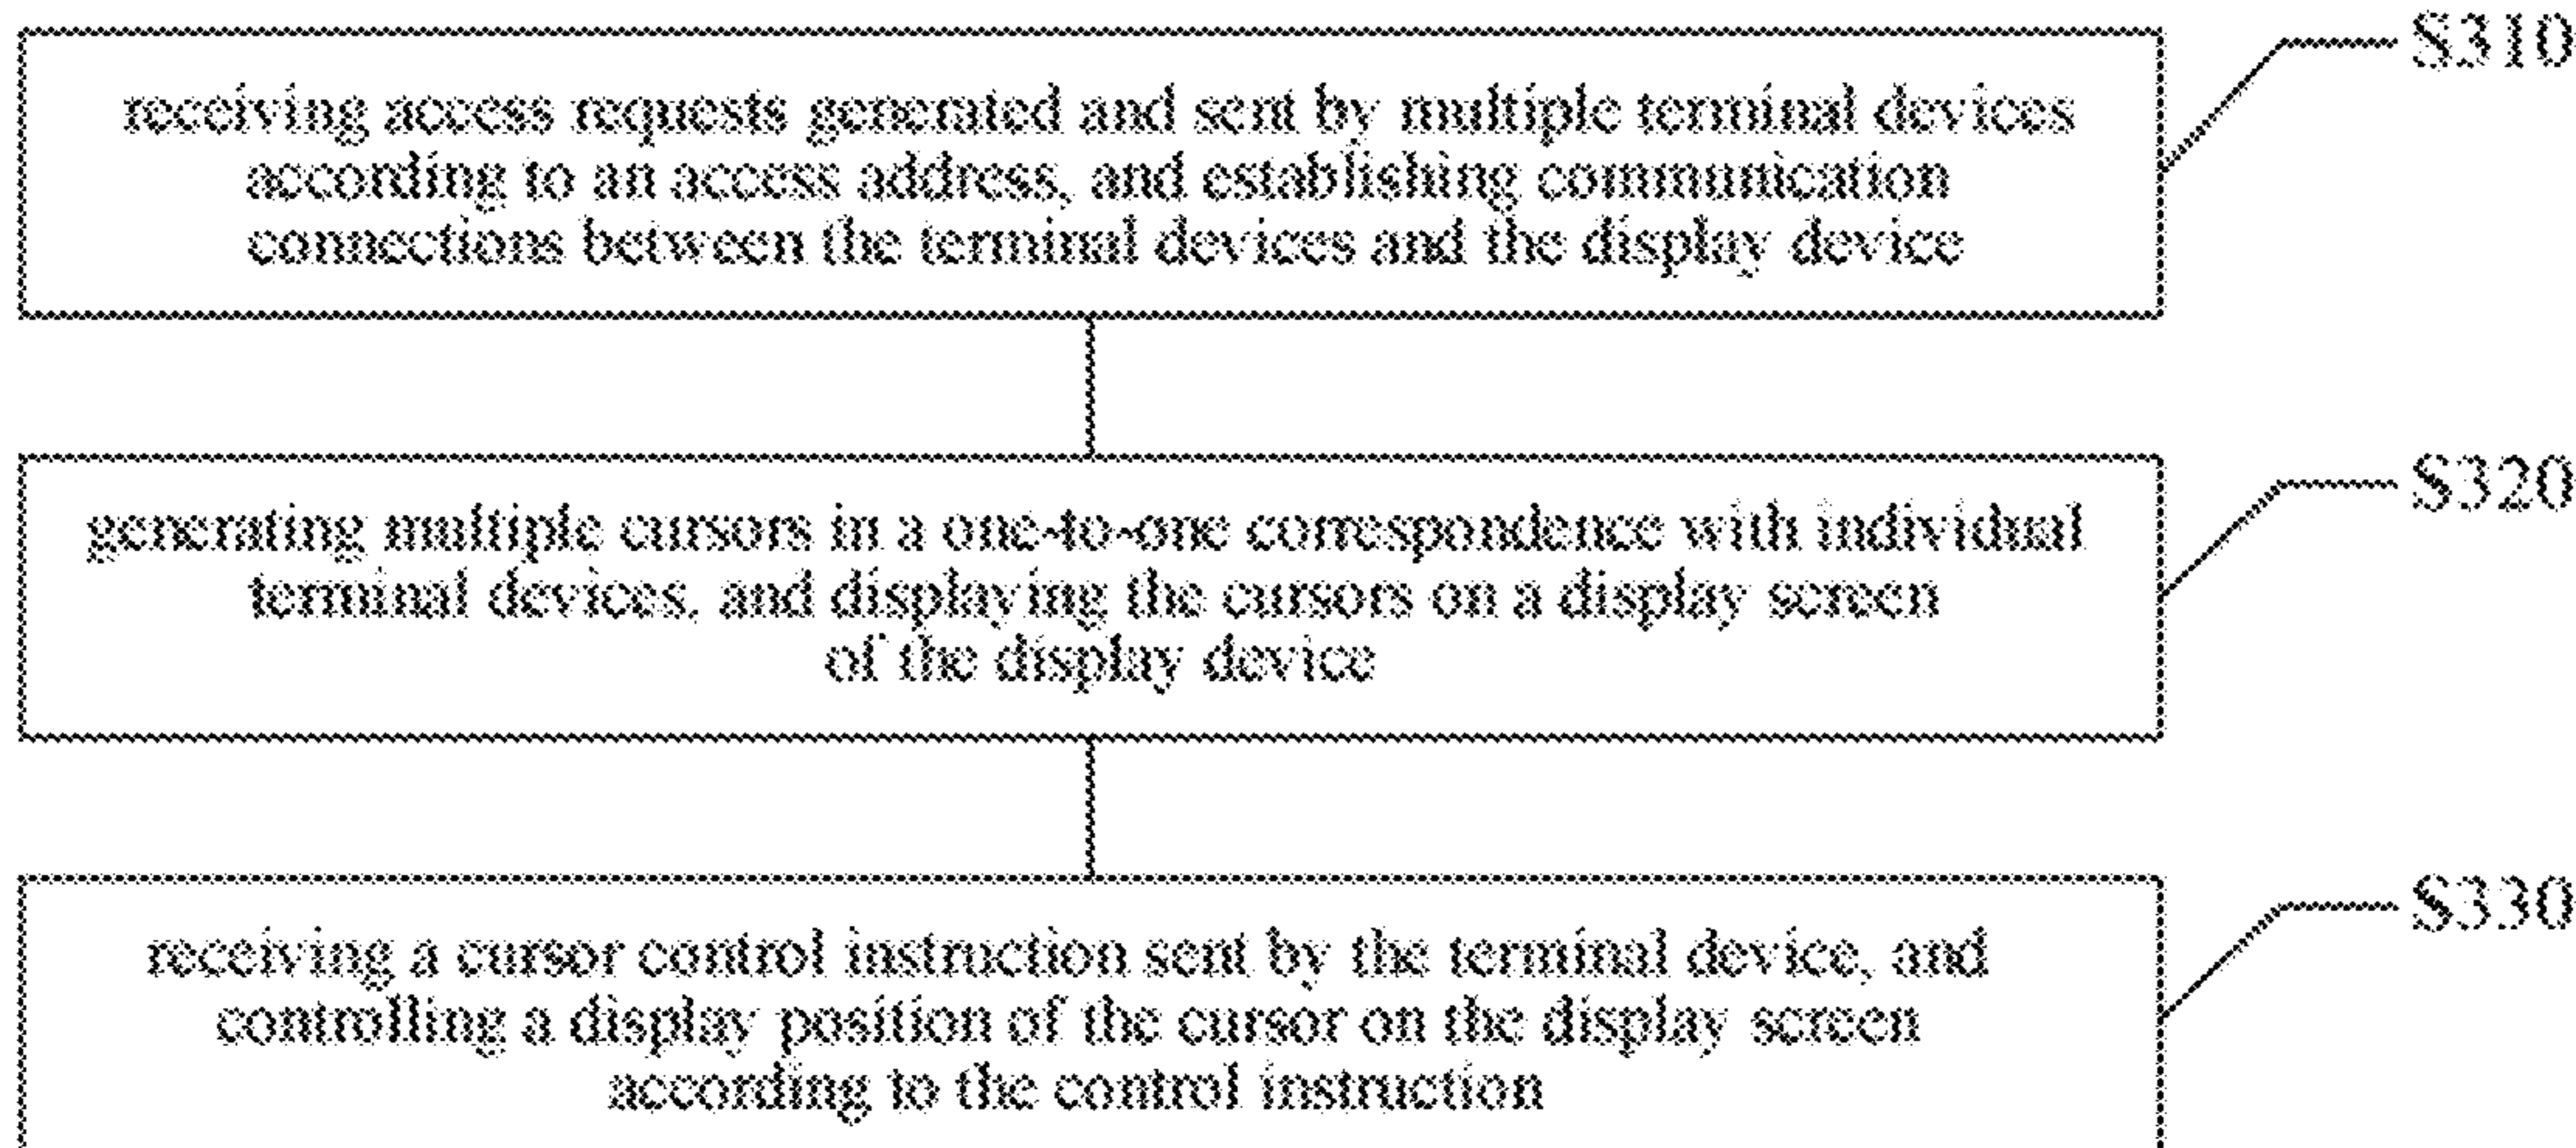 S310
receiving access requests generated and sent by multiple terminal devices
according to an access address, and establishing communication
connections between the terminal devices and the display device
S320
generating multiple cursors in a one-to-one correspondence with individual
terminal devices, and displaying the cursors on a display screen
of the display device
S330
receiving a cursor control instruction sent by the terminal device, and
controlling a display position of the cursor on the display screen
according to the control instruction